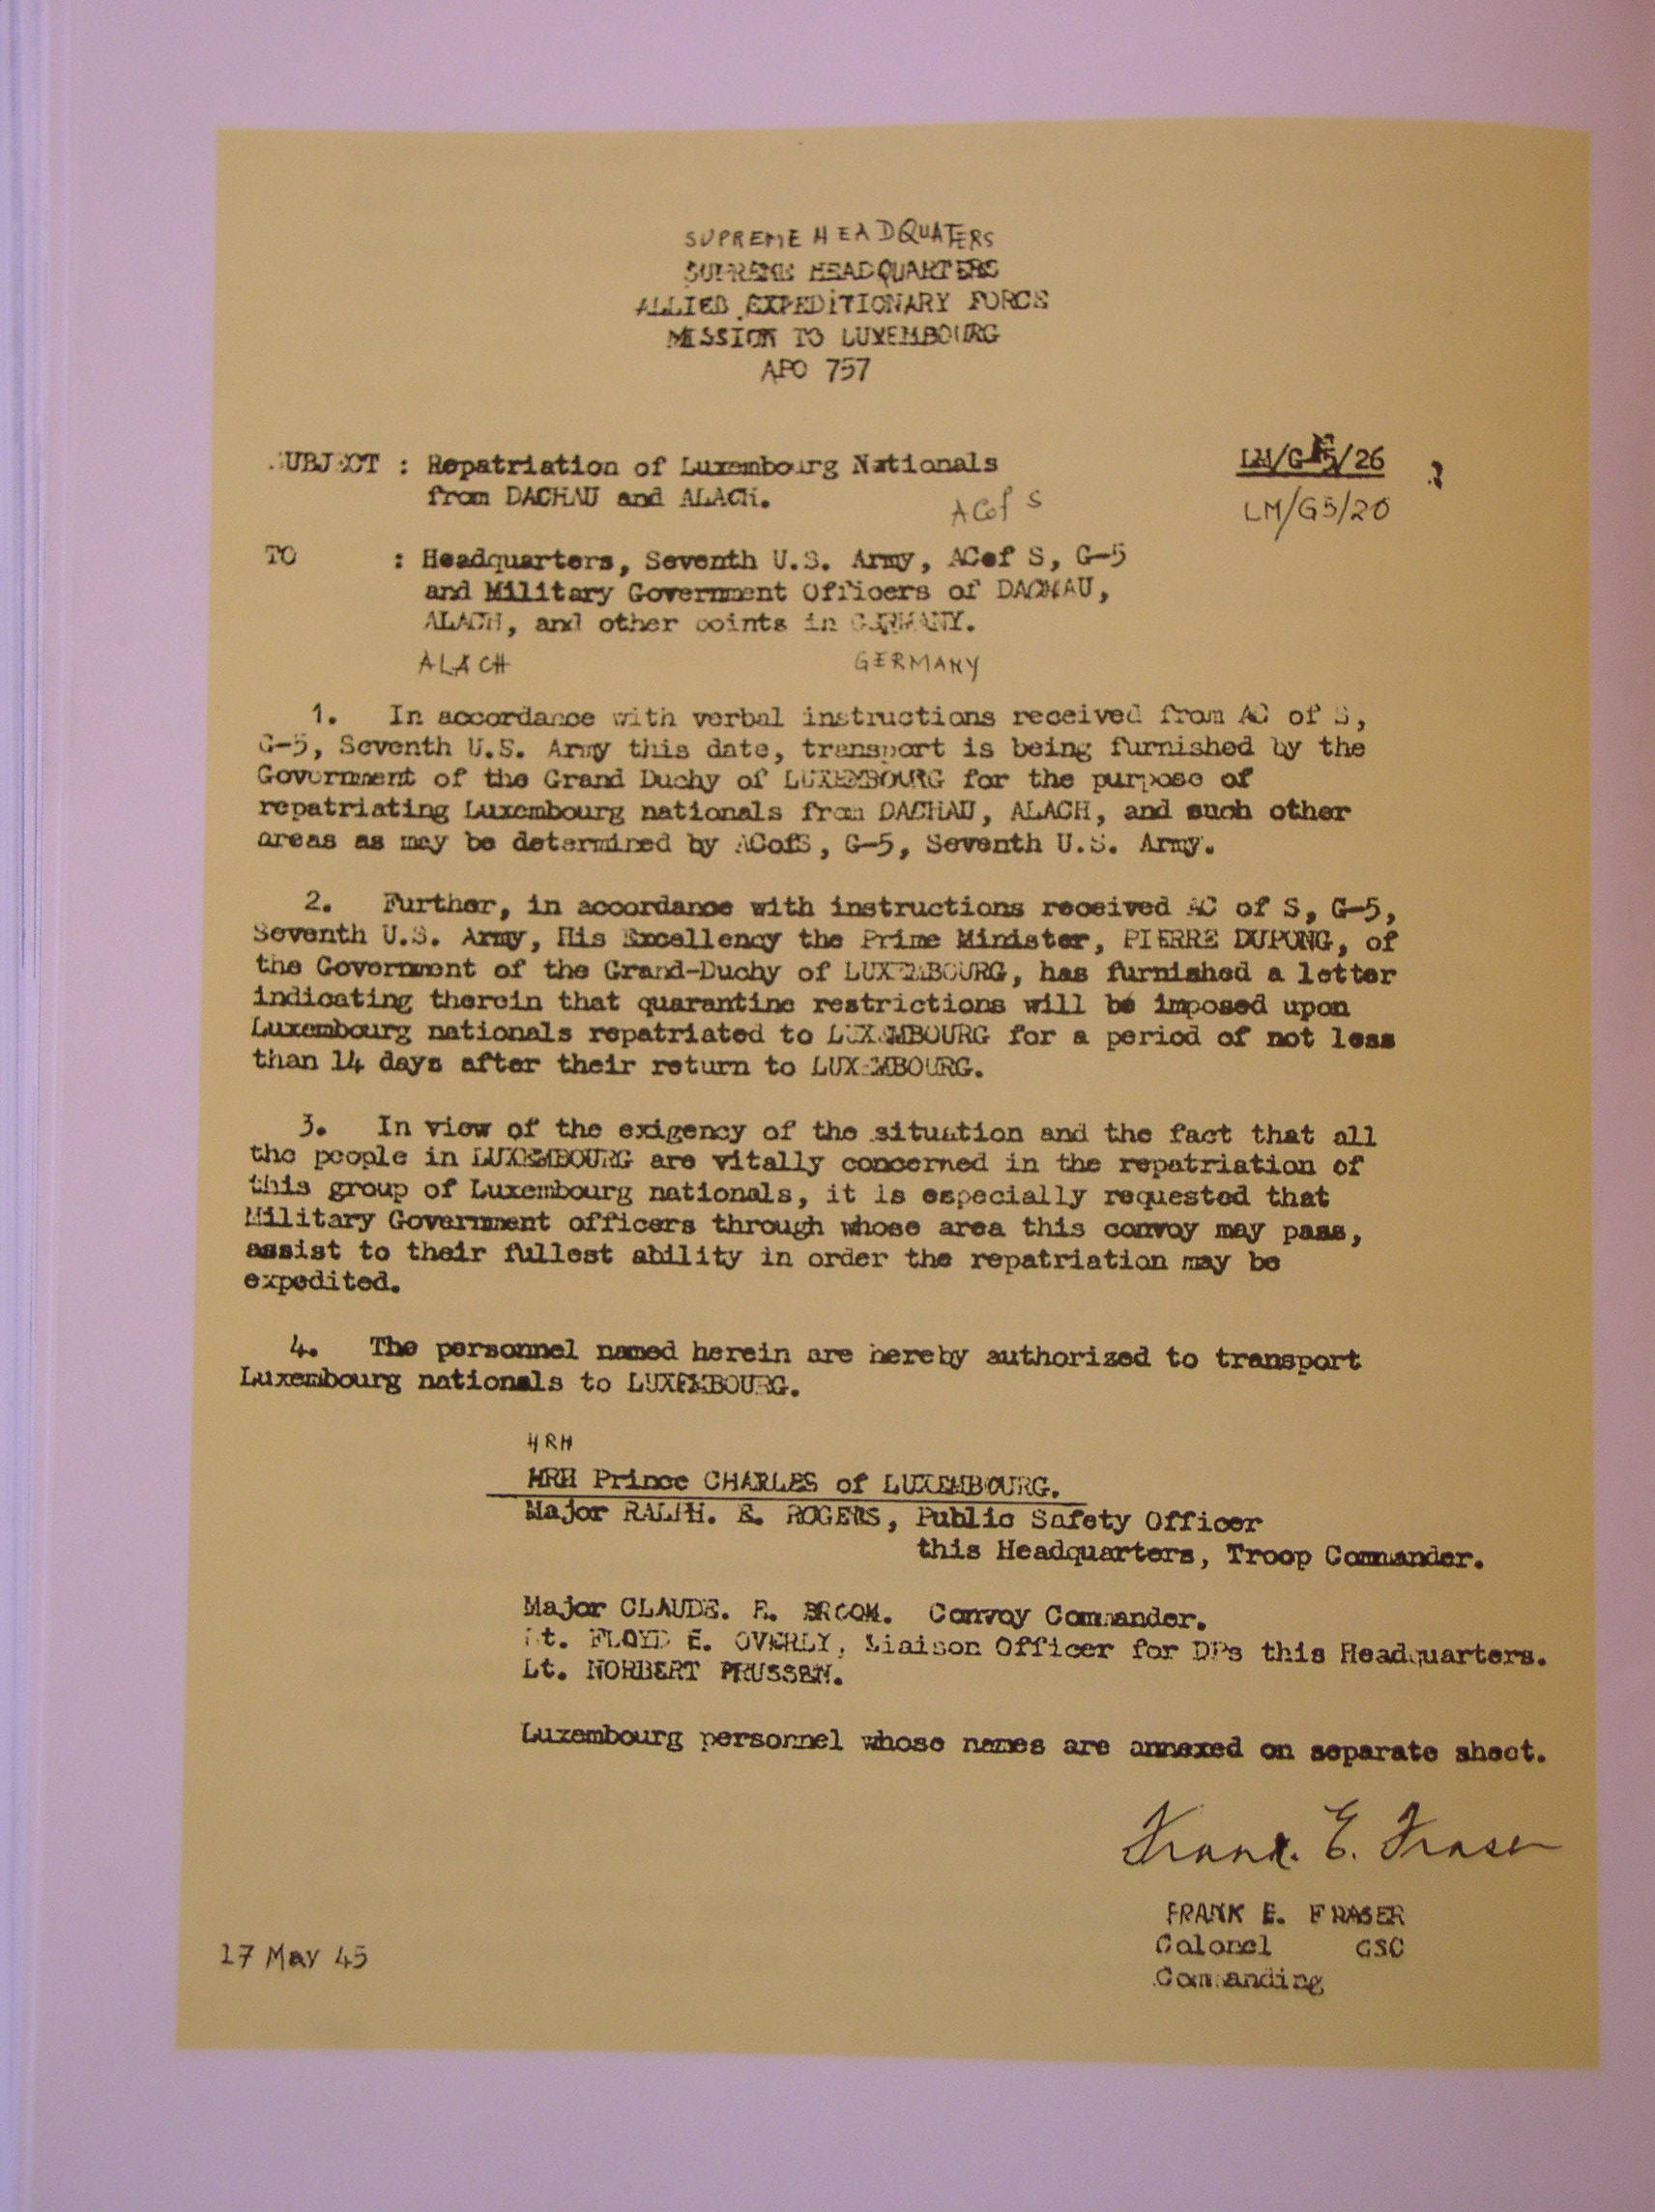 SUPREME HEADQUATERS
SUPREME HEADQUARTERS
ALLIED EXPEDITIONARY FORCE
MISSION TO LUXEMBOURG
APO 757
SUBJECT : Repatriation of Luxembourg Nationals
from DACHAU and ALACH.
LM/G 5/26
ACof S
LM/G5/20
TO : Headquarters, Seventh U.S. Army, ACof S, G-5
and Military Government Officers of DACHAU,
ALACH, and other points in GERMANY.
ALACH GERMANY
1. In accordance with verbal instructions received from AC of S,
G-5, Seventh U.S. Army this date, transport is being furnished by the
Government of the Grand Duchy of LUXEMBOURG for the purpose of
repatriating Luxembourg nationals from DACHAU, ALACH, and such other
areas as may be determined by ACofS, G-5, Seventh U.S. Army.
2. Further, in accordance with instructions received AC of S, G-5,
Seventh U.S. Army, His Excellency the Prime Minister, PIERRE DUPONG, of
the Government of the Grand-Duchy of LUXEMBOURG, has furnished a letter
indicating therein that quarantine restrictions will be imposed upon
Luxembourg nationals repatriated to LUXEMBOURG for a period of not less
than 14 days after their return to LUXEMBOURG.
3. In view of the exigency of the situation and the fact that all
the people in LUXEMBOURG are vitally concerned in the repatriation of
this group of Luxembourg nationals, it is especially requested that
Military Government officers through whose area this convoy may pass,
assist to their fullest ability in order the repatriation may be
expedited.
4. The personnel named herein are hereby authorized to transport
Luxembourg nationals to LUXEMBOURG.
HRH
HRH Prince CHARLES of LUXEMBOURG.
Major RALPH. E. ROGERS, Public Safety Officer
this Headquarters, Troop Commander.
Major CLAUDE. R. BROOM. Convoy Commander.
Lt. FLOYD E. OVERLY, Liaison Officer for DPs this Headquarters.
Lt. NORBERT PRUSSEN.
Luxembourg personnel whose names are annexed on separate sheet.
Frank. E. Fraser
FRANK E. FRASER
Colonel GSC
Commanding
17 May 45